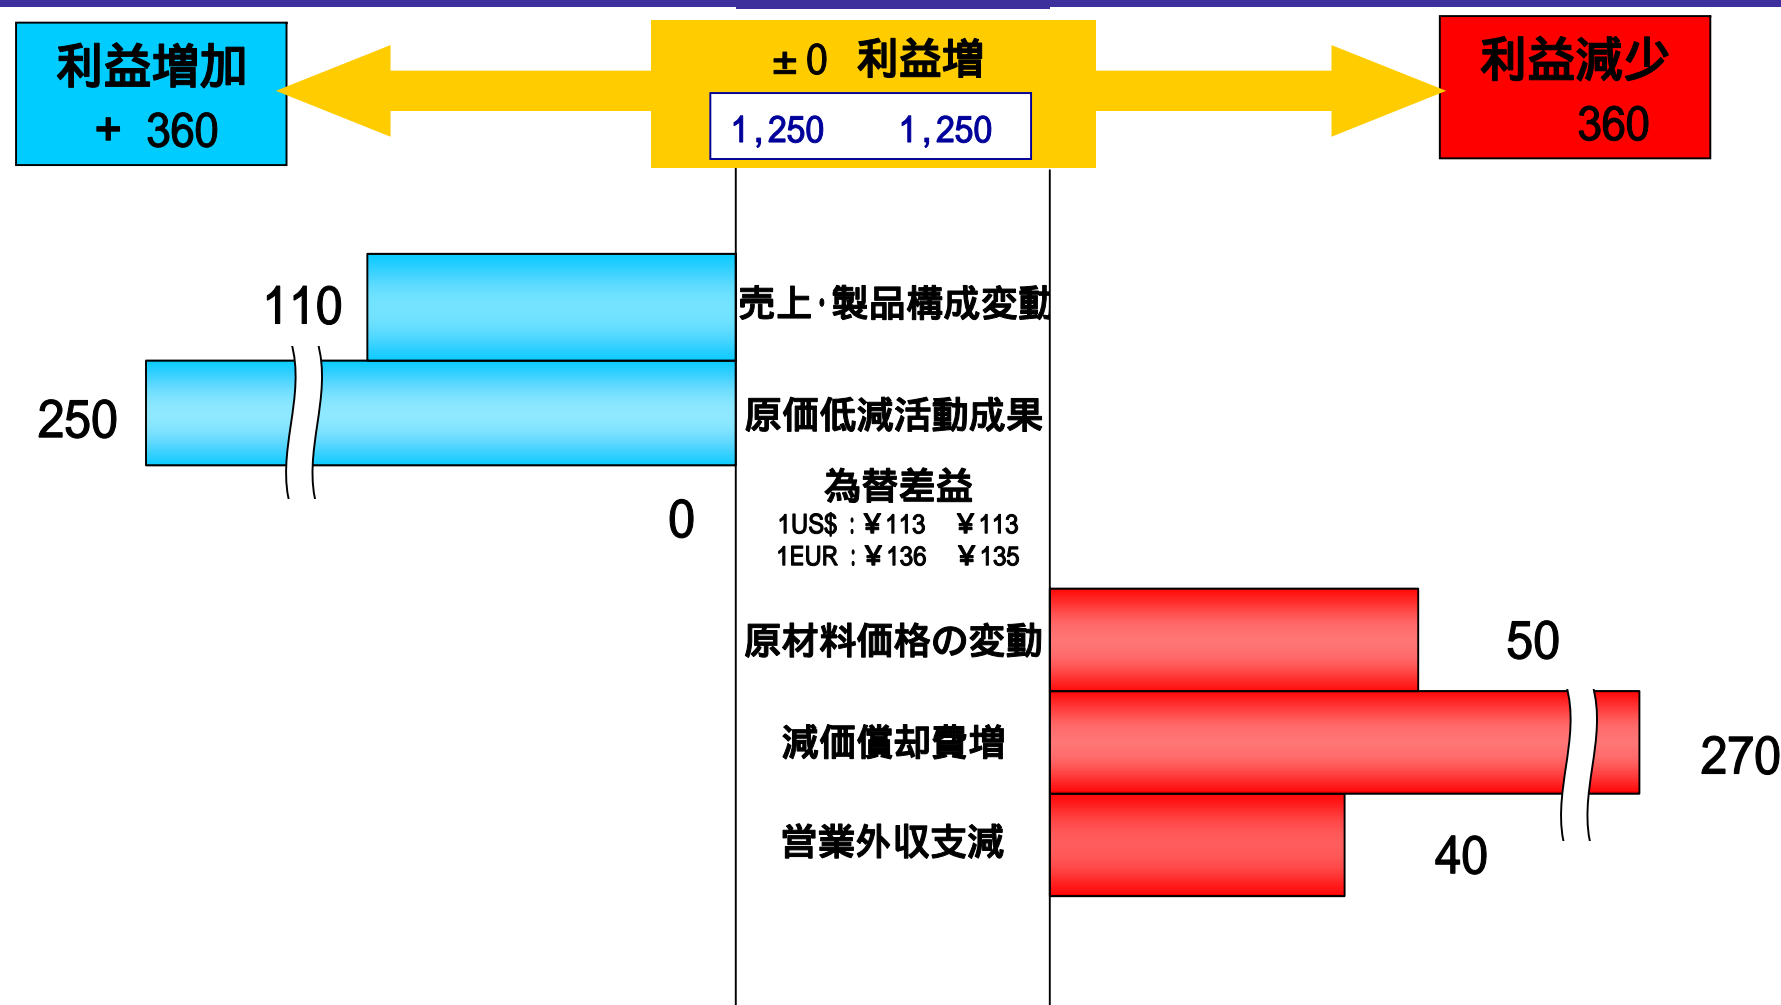 利益増加
+ 360
±0 利益増
1,250 1,250
利益減少
360
110
売上・製品構成変動
250
原価低減活動成果
0
為替差益
1US$ : ¥113 ¥113
1EUR : ¥136 ¥135
原材料価格の変動
50
減価償却費増
270
営業外収支減
40